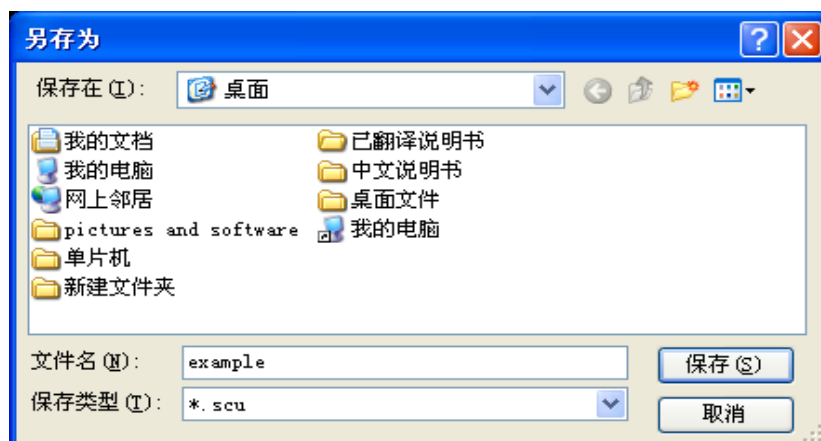 另存为
保存在(I): 桌面
我的文档
我的电脑
网上邻居
pictures and software
单片机
新建文件夹
已翻译说明书
中文说明书
桌面文件
我的电脑
文件名(N): example
保存(S)
保存类型(T): *.scu
取消